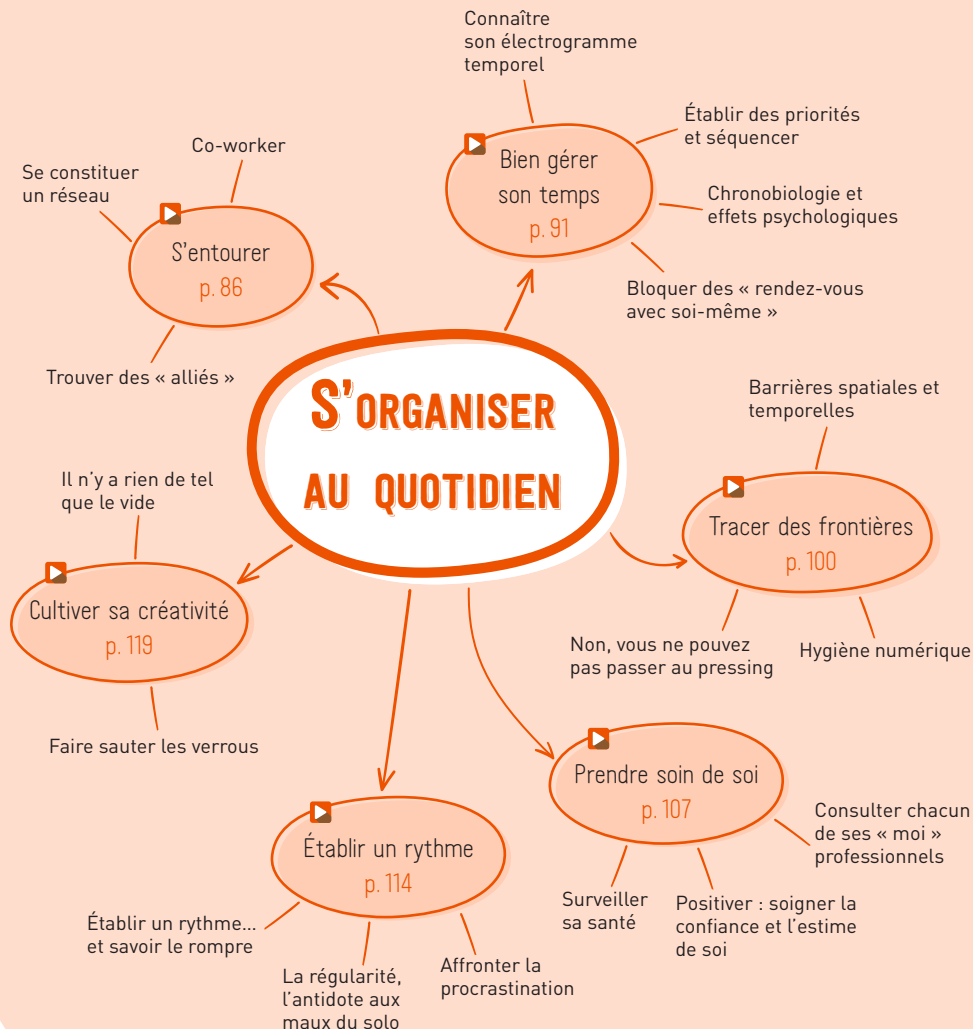 S'ORGANISER
AU QUOTIDIEN
S'entourer
p. 86
Se constituer
un réseau
Co-worker
Trouver des « alliés »
Bien gérer
son temps
p. 91
Connaître
son électrogramme
temporel
Établir des priorités
et séquencer
Chronobiologie et
effets psychologiques
Bloquer des « rendez-vous
avec soi-même »
Tracer des frontières
p. 100
Barrières spatiales et
temporelles
Non, vous ne pouvez
pas passer au pressing
Hygiène numérique
Prendre soin de soi
p. 107
Surveiller
sa santé
Positiver : soigner la
confiance et l'estime
de soi
Consulter chacun
de ses « moi »
professionnels
Établir un rythme
p. 114
Établir un rythme...
et savoir le rompre
La régularité,
l'antidote aux
maux du solo
Affronter la
procrastination
Cultiver sa créativité
p. 119
Il n'y a rien de tel
que le vide
Faire sauter les verrous